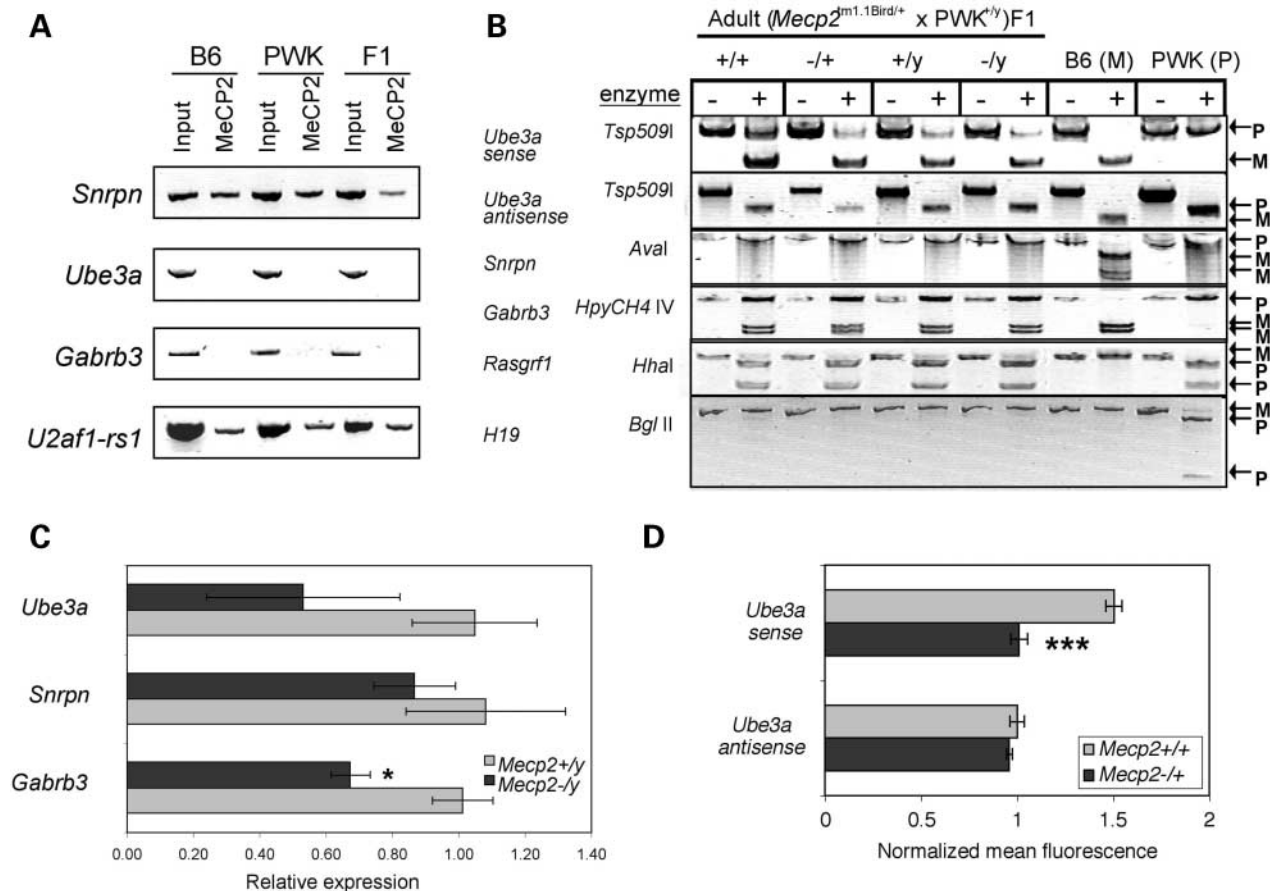 A
B6 PWK F1
Input MeCP2 Input MeCP2 Input MeCP2
Snrpn
Ube3a
Gabrb3
U2af1-rs1
B
Adult (Mecp2tm1.1Bird/+ x PWK+/y)F1
+/+ -/+ +/y -/y B6 (M) PWK (P)
enzyme - + - + - + - + - + - +
Ube3a sense Tsp509I P M
Ube3a antisense Tsp509I P M
Snrpn AvaI P M M M
Gabrb3 HpyCH4 IV P M M
Rasgrf1 HhaI M P P
H19 Bgl II M P P
C
Ube3a
Snrpn
Gabrb3
*
Mecp2+/y
Mecp2-/y
0.00 0.20 0.40 0.60 0.80 1.00 1.20 1.40
Relative expression
D
Ube3a
sense
***
Ube3a
antisense
Mecp2+/+
Mecp2-/+
0 0.5 1 1.5 2
Normalized mean fluorescence